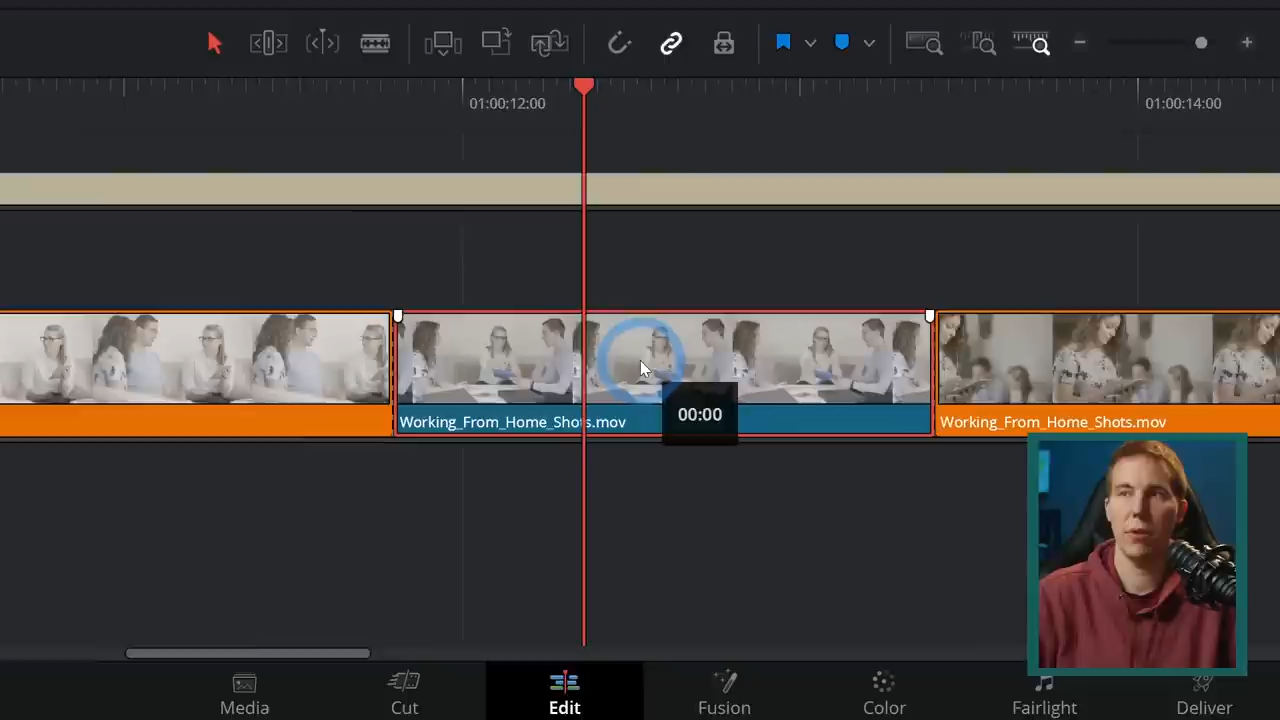 01:00:12:00
01:00:14:00
00:00
Working_From_Home_Shots.mov
Working_From_Home_Shots.mov
Media
Cut
Edit
Fusion
Color
Fairlight
Deliver